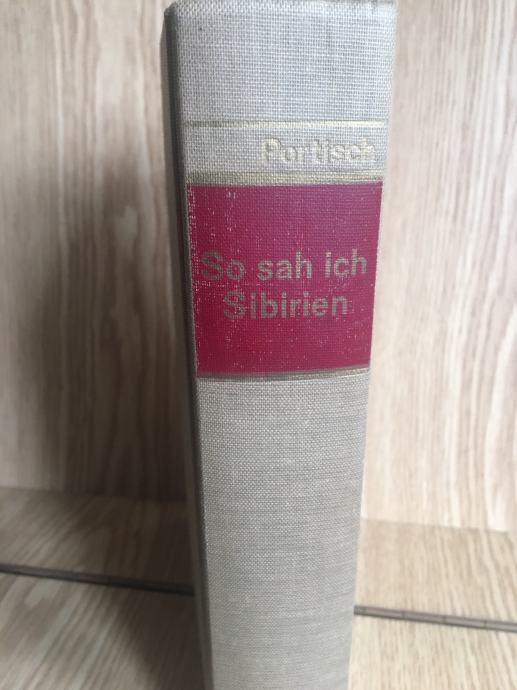 Portisch
So sah ich
Sibirien